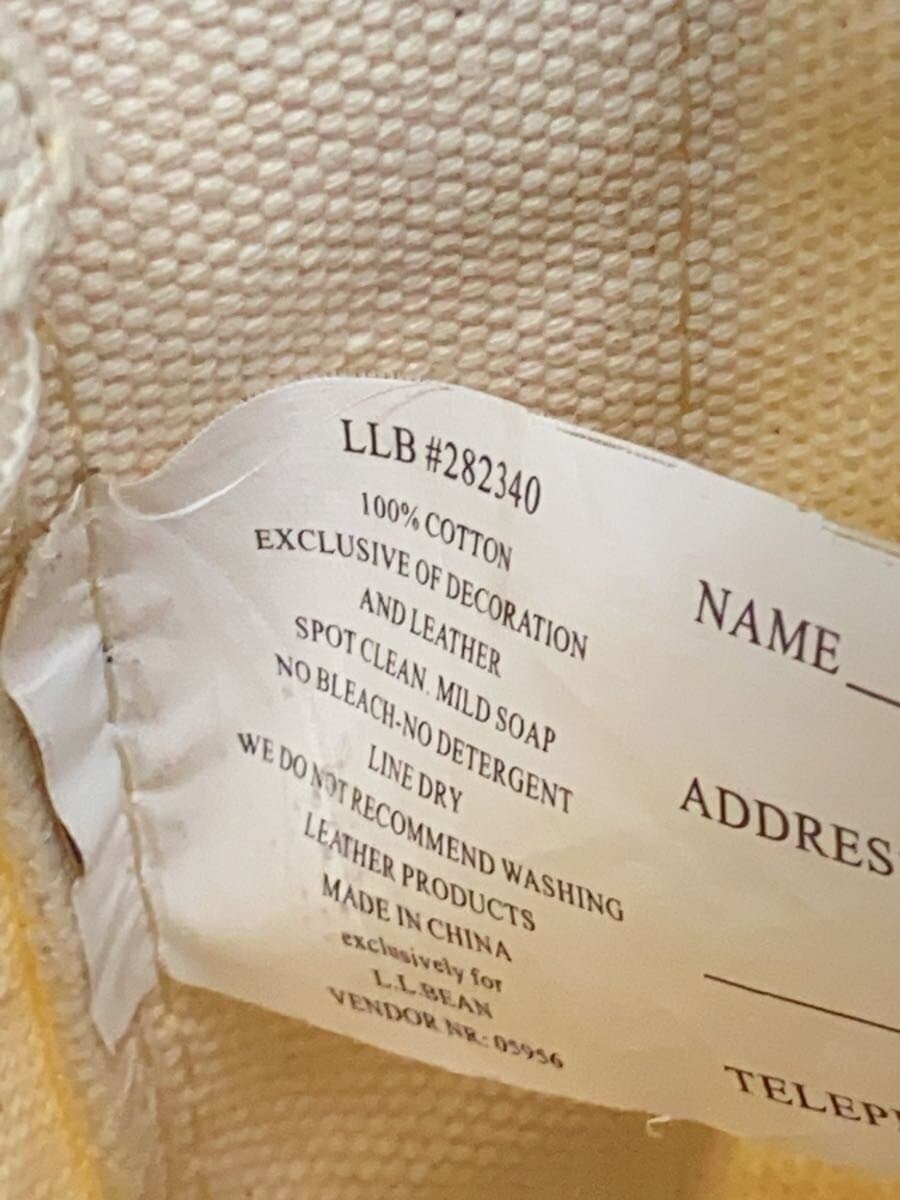 LLB #282340
100% COTTON
EXCLUSIVE OF DECORATION
AND LEATHER
SPOT CLEAN. MILD SOAP
NO BLEACH-NO DETERGENT
LINE DRY
WE DO NOT RECOMMEND WASHING
LEATHER PRODUCTS
MADE IN CHINA
exclusively for
L.L.BEAN
VENDOR NR: 05956
NAME
ADDRES
TELEP